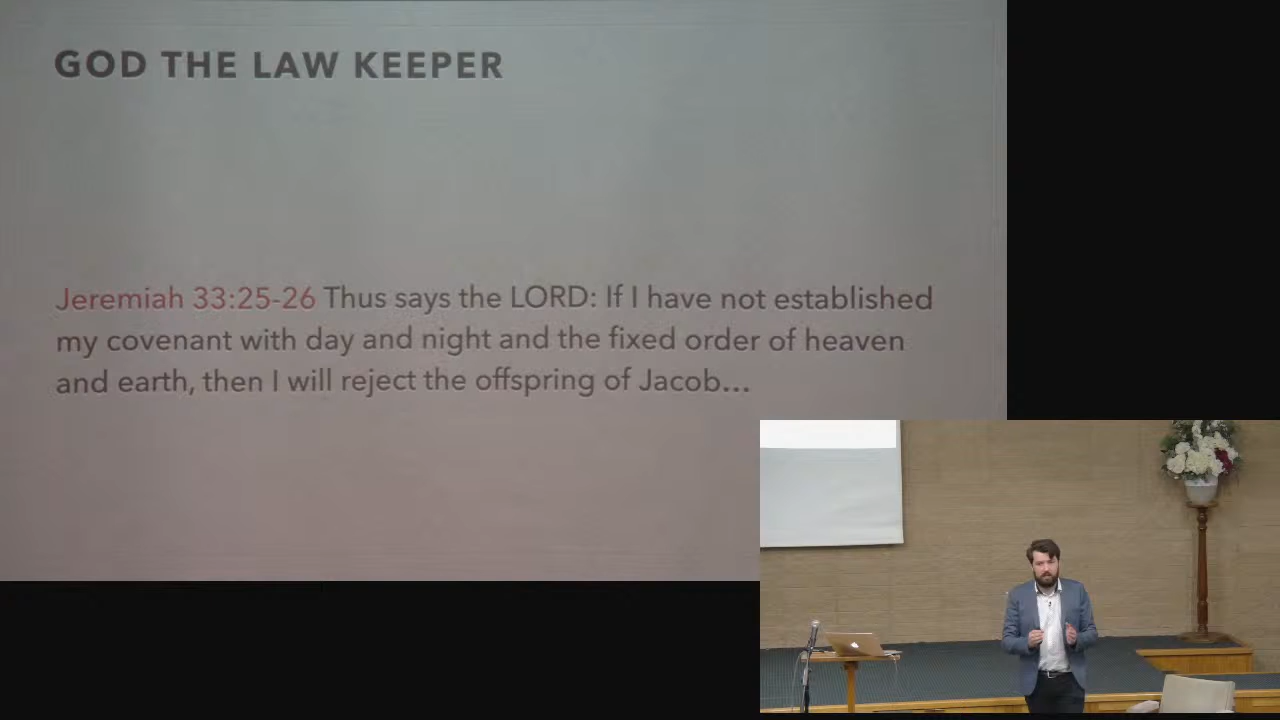 GOD THE LAW KEEPER
Jeremiah 33:25-26 Thus says the LORD: If I have not established
my covenant with day and night and the fixed order of heaven
and earth, then I will reject the offspring of Jacob...